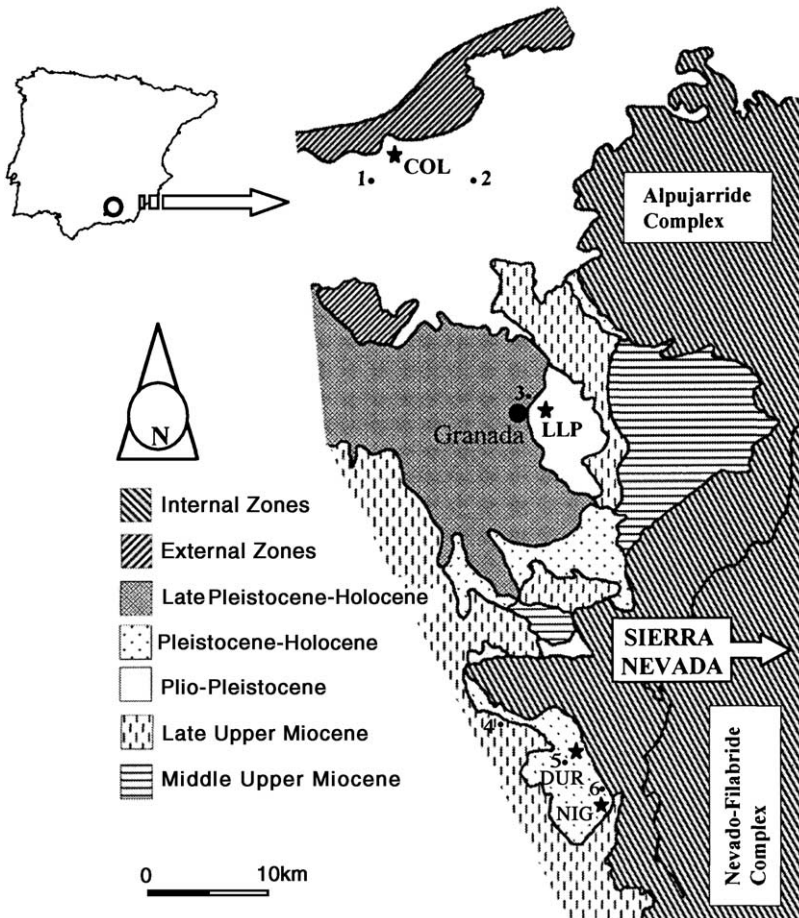 COL
1
2
Alpujarride
Complex
3
LLP
Granada
N
Internal Zones
External Zones
Late Pleistocene-Holocene
Pleistocene-Holocene
Plio-Pleistocene
Late Upper Miocene
Middle Upper Miocene
SIERRA
NEVADA
4
5
DUR
6
NIG
Nevado-Filabride
Complex
0
10km